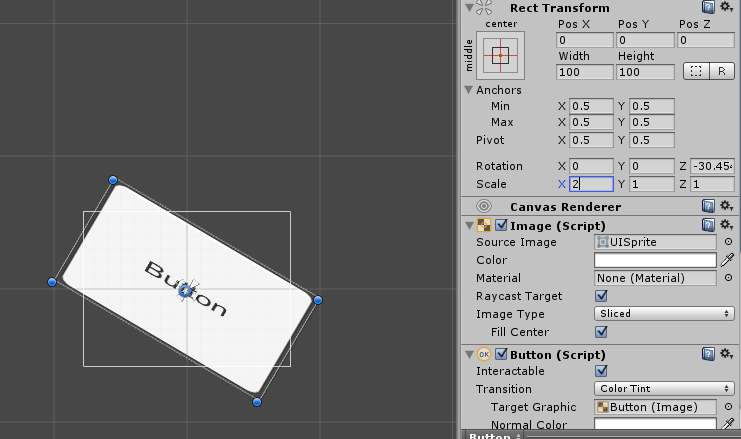 Rect Transform
center
Pos X Pos Y Pos Z
middle
0 0 0
Width Height
100 100
R
Anchors
Min X 0.5 Y 0.5
Max X 0.5 Y 0.5
Pivot X 0.5 Y 0.5
Rotation X 0 Y 0 Z -30.454
Scale X 2 Y 1 Z 1
Canvas Renderer
Image (Script)
Source Image UISprite
Color
Material None (Material)
Raycast Target
Image Type Sliced
Fill Center
OK Button (Script)
Interactable
Transition Color Tint
Target Graphic Button (Image)
Normal Color
Button
Button